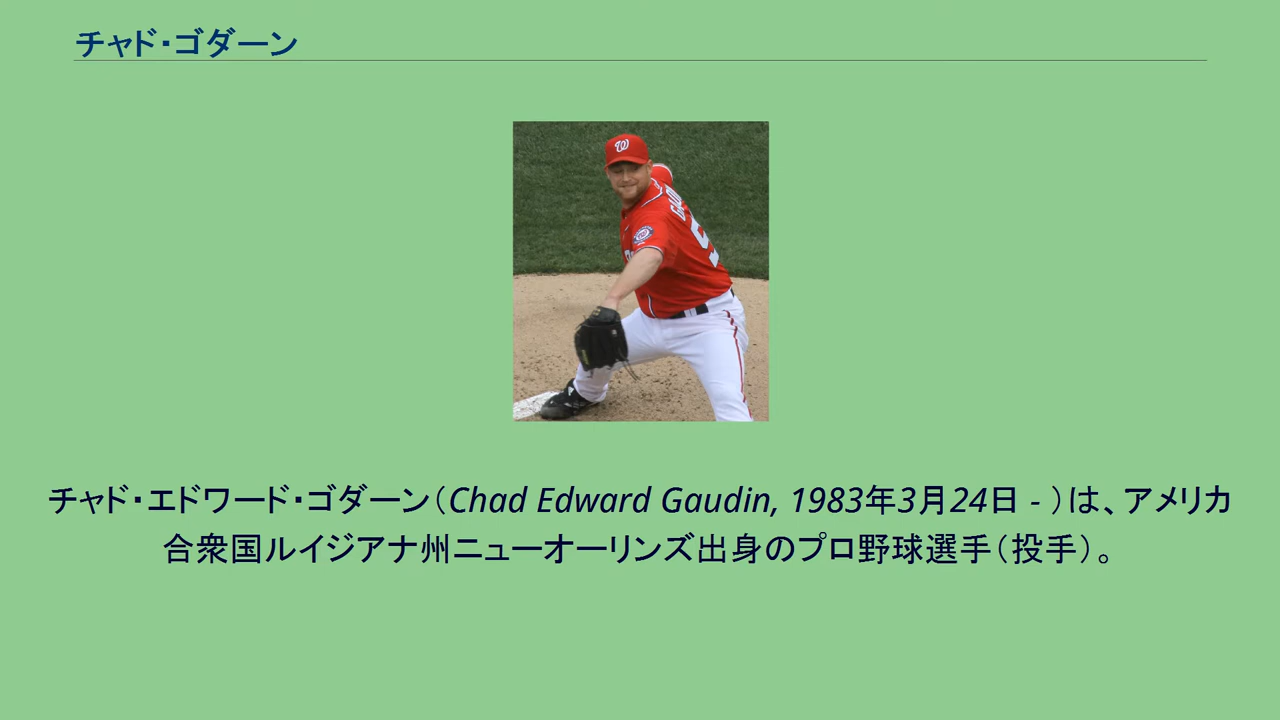 チャド・ゴダーン
W
GAUD
5
チャド・エドワード・ゴダーン（Chad Edward Gaudin, 1983年3月24日 - ）は、アメリカ
合衆国ルイジアナ州ニューオーリンズ出身のプロ野球選手（投手）。